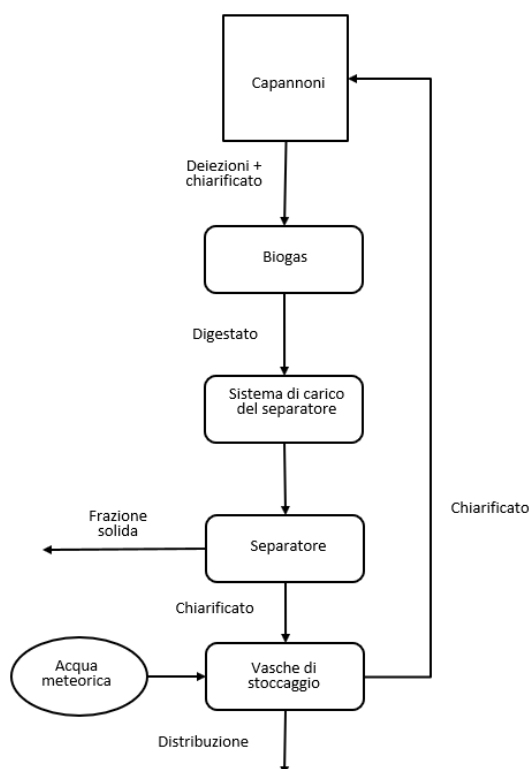 Capannoni
Deiezioni +
chiarificato
Biogas
Digestato
Sistema di carico
del separatore
Chiarificato
Frazione
solida
Separatore
Chiarificato
Acqua
meteorica
Vasche di
stoccaggio
Distribuzione